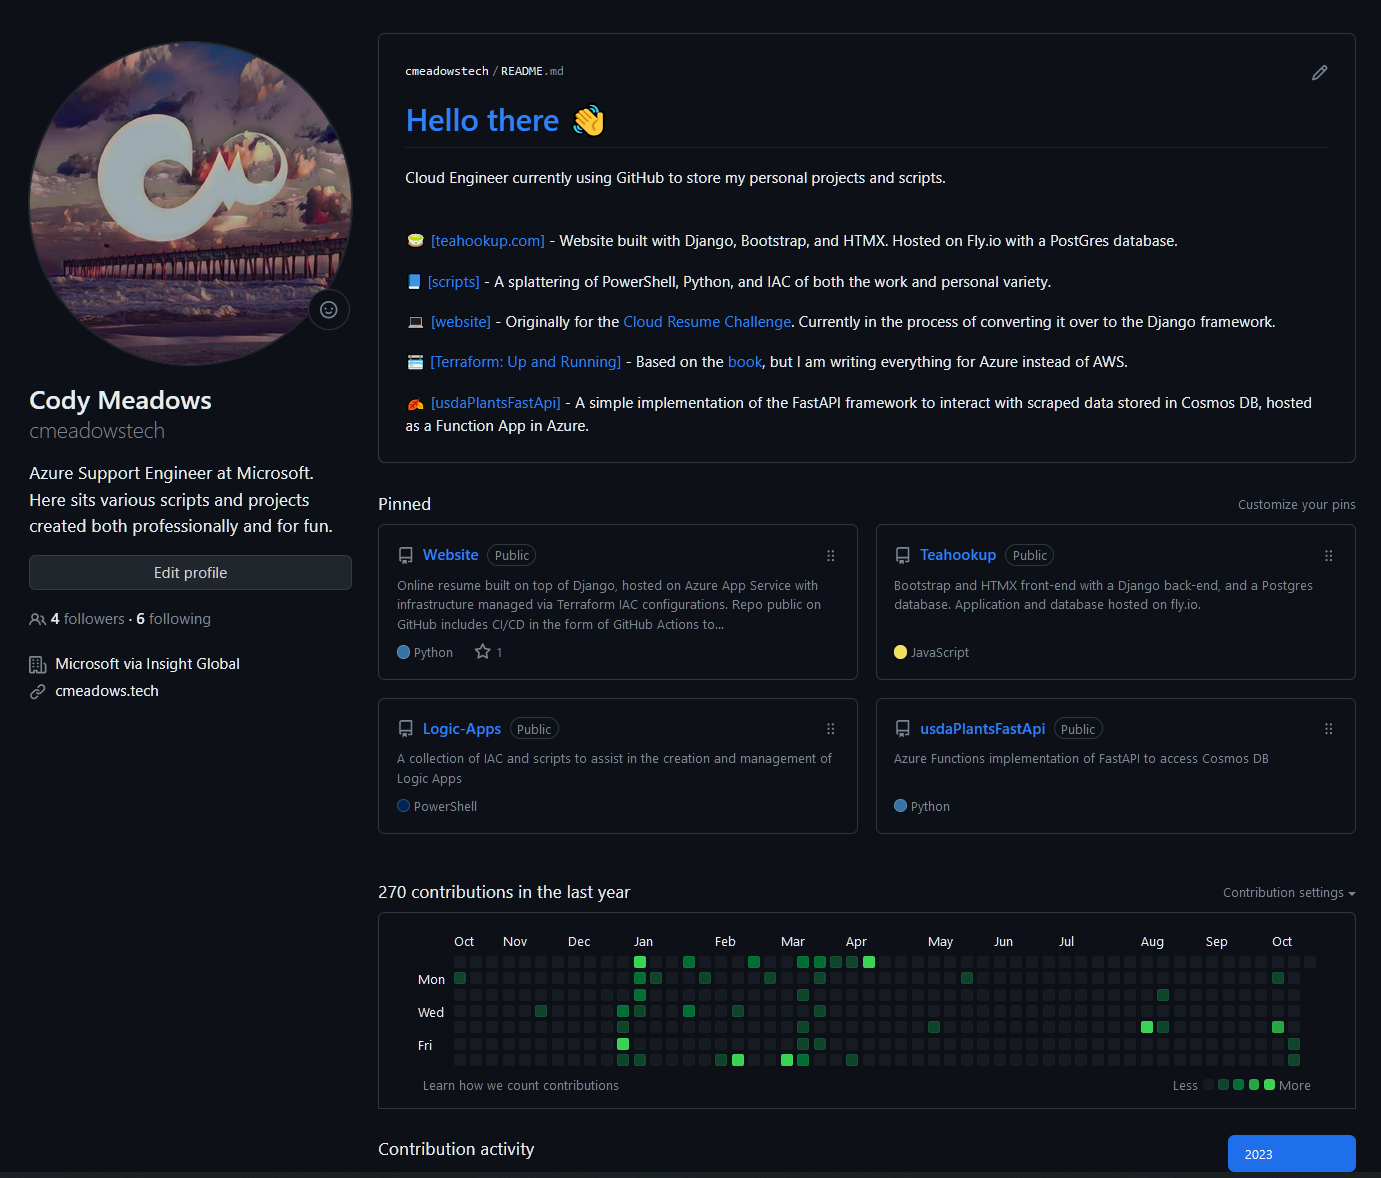 cmeadowstech / README.md
Hello there 👋
Cloud Engineer currently using GitHub to store my personal projects and scripts.
[teahookup.com] - Website built with Django, Bootstrap, and HTMX. Hosted on Fly.io with a PostGres database.
[scripts] - A splattering of PowerShell, Python, and IAC of both the work and personal variety.
[website] - Originally for the Cloud Resume Challenge. Currently in the process of converting it over to the Django framework.
[Terraform: Up and Running] - Based on the book, but I am writing everything for Azure instead of AWS.
[usdaPlantsFastApi] - A simple implementation of the FastAPI framework to interact with scraped data stored in Cosmos DB, hosted
as a Function App in Azure.
Cody Meadows
cmeadowstech
Azure Support Engineer at Microsoft.
Here sits various scripts and projects
created both professionally and for fun.
Edit profile
4 followers · 6 following
Microsoft via Insight Global
cmeadows.tech
Pinned
Customize your pins
Website Public
Online resume built on top of Django, hosted on Azure App Service with
infrastructure managed via Terraform IAC configurations. Repo public on
GitHub includes CI/CD in the form of GitHub Actions to...
Python 1
Teahookup Public
Bootstrap and HTMX front-end with a Django back-end, and a Postgres
database. Application and database hosted on fly.io.
JavaScript
Logic-Apps Public
A collection of IAC and scripts to assist in the creation and management of
Logic Apps
PowerShell
usdaPlantsFastApi Public
Azure Functions implementation of FastAPI to access Cosmos DB
Python
270 contributions in the last year
Contribution settings
Oct Nov Dec Jan Feb Mar Apr May Jun Jul Aug Sep Oct
Mon
Wed
Fri
Learn how we count contributions
Less More
Contribution activity
2023